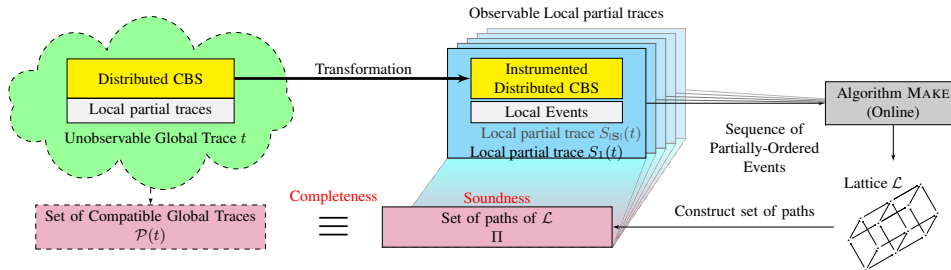 Observable Local partial traces
Distributed CBS
Local partial traces
Unobservable Global Trace t
Transformation
Instrumented
Distributed CBS
Local Events
Local partial trace S|S|(t)
Local partial trace S1(t)
Algorithm MAKE
(Online)
Sequence of
Partially-Ordered
Events
Lattice ℒ
Completeness
Soundness
Set of Compatible Global Traces
𝒫(t)
≡
Set of paths of ℒ
Π
Construct set of paths